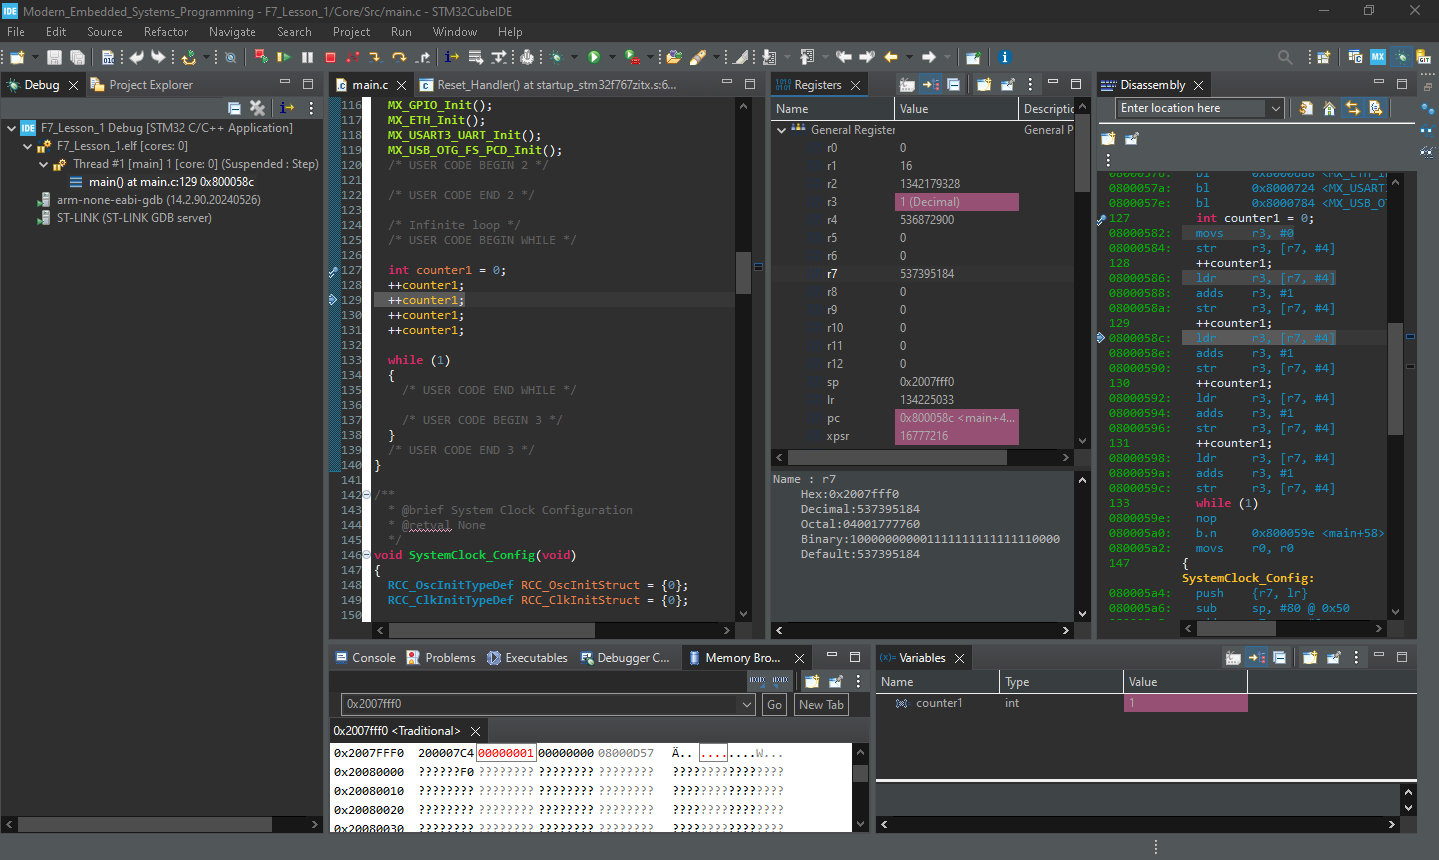 IDE Modern_Embedded_Systems_Programming - F7_Lesson_1/Core/Src/main.c - STM32CubeIDE
File Edit Source Refactor Navigate Search Project Run Window Help
Debug Project Explorer
IDE F7_Lesson_1 Debug [STM32 C/C++ Application]
F7_Lesson_1.elf [cores: 0]
Thread #1 [main] 1 [core: 0] (Suspended : Step)
main() at main.c:129 0x800058c
arm-none-eabi-gdb (14.2.90.20240526)
ST-LINK (ST-LINK GDB server)
main.c Reset_Handler() at startup_stm32f767zitx.s:6...
116 MX_GPIO_Init();
117 MX_ETH_Init();
118 MX_USART3_UART_Init();
119 MX_USB_OTG_FS_PCD_Init();
120 /* USER CODE BEGIN 2 */
121
122 /* USER CODE END 2 */
123
124 /* Infinite loop */
125 /* USER CODE BEGIN WHILE */
126
127 int counter1 = 0;
128 ++counter1;
129 ++counter1;
130 ++counter1;
131 ++counter1;
132
133 while (1)
134 {
135 /* USER CODE END WHILE */
136
137 /* USER CODE BEGIN 3 */
138 }
139 /* USER CODE END 3 */
140 }
141
142 /**
143 * @brief System Clock Configuration
144 * @retval None
145 */
146 void SystemClock_Config(void)
147 {
148 RCC_OscInitTypeDef RCC_OscInitStruct = {0};
149 RCC_ClkInitTypeDef RCC_ClkInitStruct = {0};
150
Registers
Name Value Descriptio
General Register General P
r0 0
r1 16
r2 1342179328
r3 1 (Decimal)
r4 536872900
r5 0
r6 0
r7 537395184
r8 0
r9 0
r10 0
r11 0
r12 0
sp 0x2007fff0
lr 134225033
pc 0x800058c <main+4...
xpsr 16777216
Name : r7
Hex:0x2007fff0
Decimal:537395184
Octal:04001777760
Binary:100000000001111111111111110000
Default:537395184
Disassembly
Enter location here
08000576: bl 0x8000688 <MX_ETH_I
0800057a: bl 0x8000724 <MX_USART
0800057e: bl 0x8000784 <MX_USB_O
127 int counter1 = 0;
08000582: movs r3, #0
08000584: str r3, [r7, #4]
128 ++counter1;
08000586: ldr r3, [r7, #4]
08000588: adds r3, #1
0800058a: str r3, [r7, #4]
129 ++counter1;
0800058c: ldr r3, [r7, #4]
0800058e: adds r3, #1
08000590: str r3, [r7, #4]
130 ++counter1;
08000592: ldr r3, [r7, #4]
08000594: adds r3, #1
08000596: str r3, [r7, #4]
131 ++counter1;
08000598: ldr r3, [r7, #4]
0800059a: adds r3, #1
0800059c: str r3, [r7, #4]
133 while (1)
0800059e: nop
080005a0: b.n 0x800059e <main+58>
080005a2: movs r0, r0
147 {
SystemClock_Config:
080005a4: push {r7, lr}
080005a6: sub sp, #80 @ 0x50
Console Problems Executables Debugger C... Memory Bro...
0x2007fff0 Go New Tab
0x2007fff0 <Traditional>
0x2007FFF0 200007C4 00000001 00000000 08000D57 Ä.. ........W...
0x20080000 ??????F0 ???????? ???????? ???????? ????????????????
0x20080010 ???????? ???????? ???????? ???????? ????????????????
0x20080020 ???????? ???????? ???????? ???????? ????????????????
0x20080030 ???????? ???????? ???????? ???????? ????????????????
(x)= Variables
Name Type Value
counter1 int 1